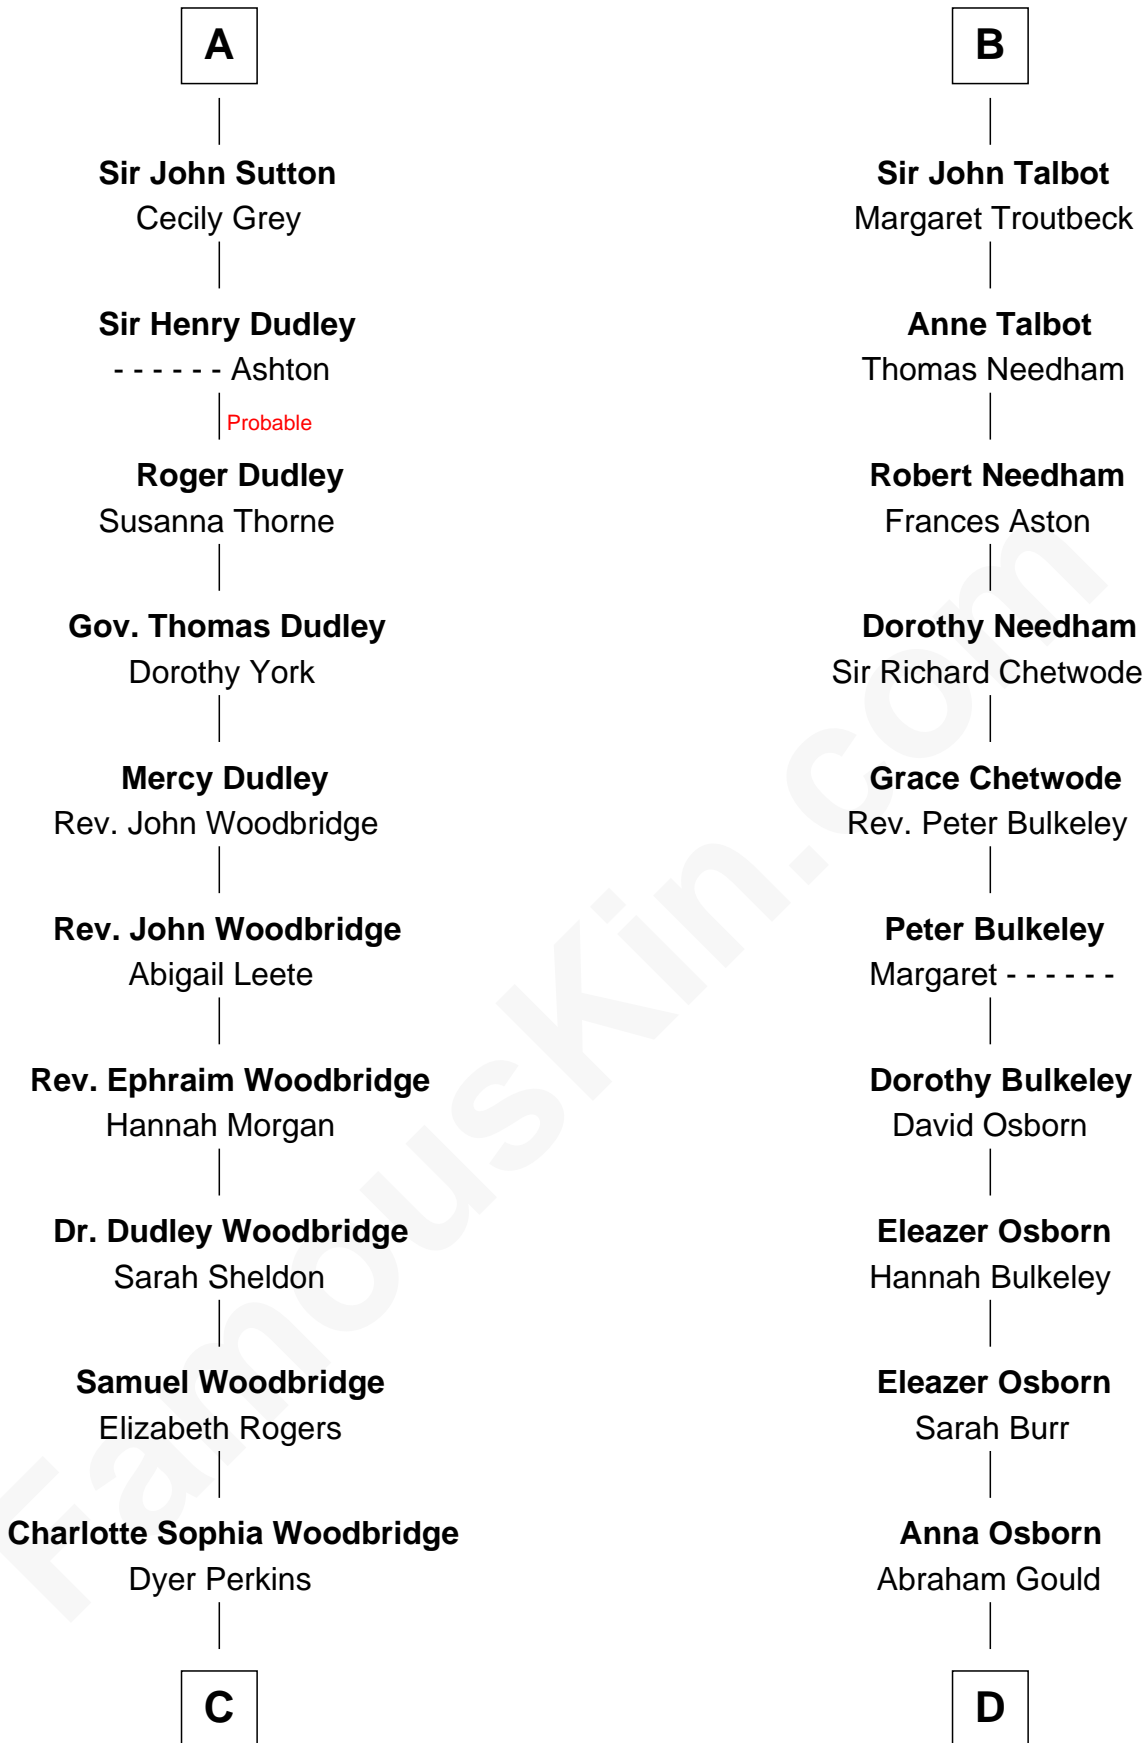 A
Sir John Sutton
Cecily Grey
Sir Henry Dudley
- - - - - - Ashton
Probable
Roger Dudley
Susanna Thorne
Gov. Thomas Dudley
Dorothy York
Mercy Dudley
Rev. John Woodbridge
Rev. John Woodbridge
Abigail Leete
Rev. Ephraim Woodbridge
Hannah Morgan
Dr. Dudley Woodbridge
Sarah Sheldon
Samuel Woodbridge
Elizabeth Rogers
Charlotte Sophia Woodbridge
Dyer Perkins
C
B
Sir John Talbot
Margaret Troutbeck
Anne Talbot
Thomas Needham
Robert Needham
Frances Aston
Dorothy Needham
Sir Richard Chetwode
Grace Chetwode
Rev. Peter Bulkeley
Peter Bulkeley
Margaret - - - - - -
Dorothy Bulkeley
David Osborn
Eleazer Osborn
Hannah Bulkeley
Eleazer Osborn
Sarah Burr
Anna Osborn
Abraham Gould
D
FamousKin.com